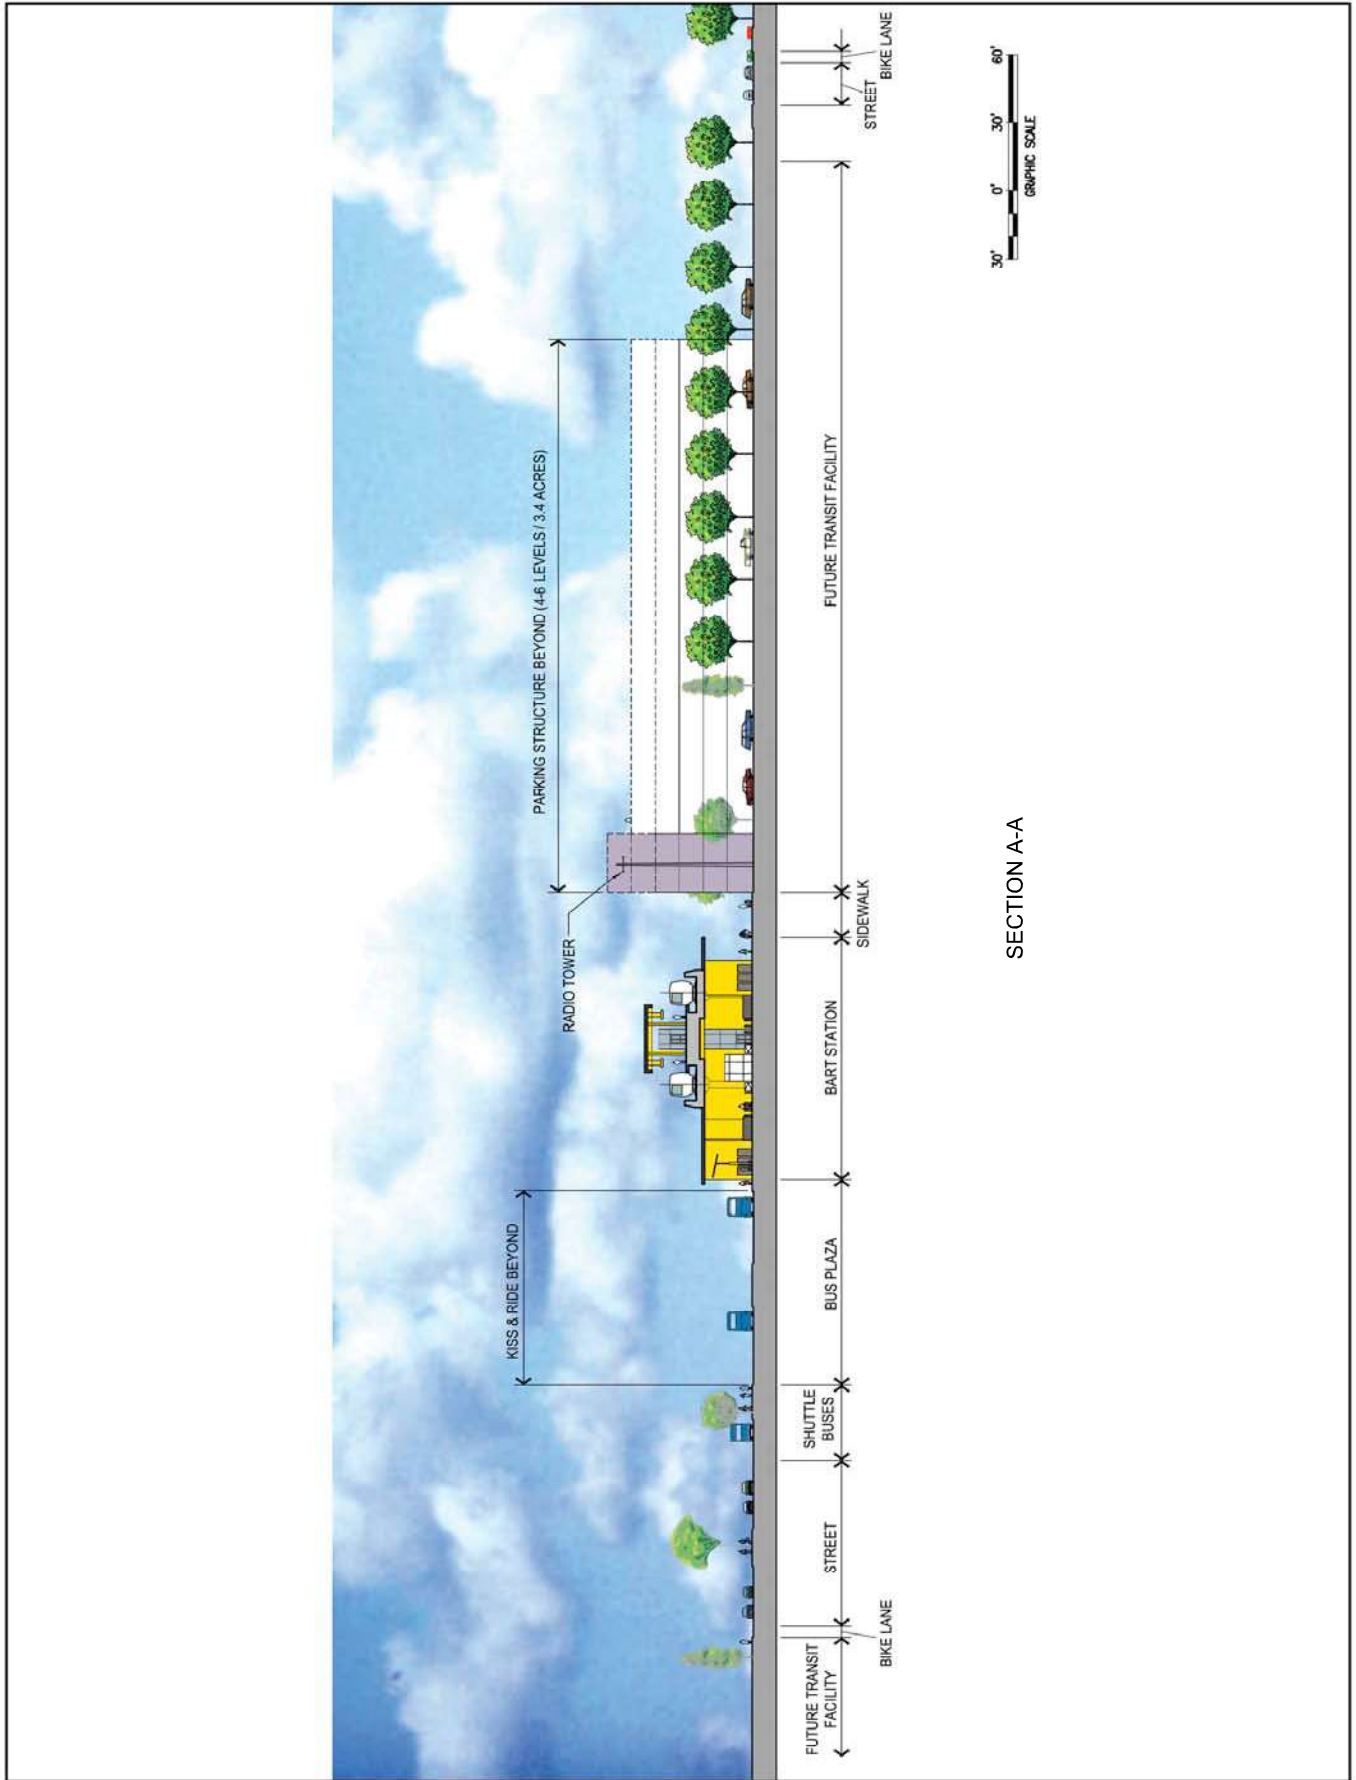 KISS & RIDE BEYOND
RADIO TOWER
PARKING STRUCTURE BEYOND (4-6 LEVELS / 3.4 ACRES)
FUTURE TRANSIT
FACILITY
BIKE LANE
STREET
SHUTTLE
BUSES
BUS PLAZA
BART STATION
SIDEWALK
FUTURE TRANSIT FACILITY
STREET
BIKE LANE
SECTION A-A
30' 0' 30' 60'
GRAPHIC SCALE